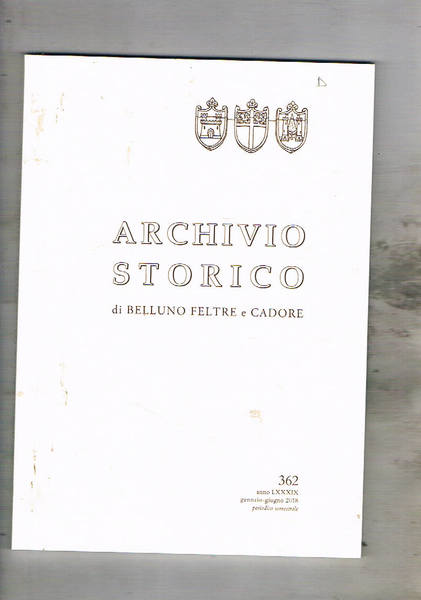 ARCHIVIO
STORICO
di BELLUNO FELTRE e CADORE
362
anno LXXXIX
gennaio-giugno 2018
periodico semestrale